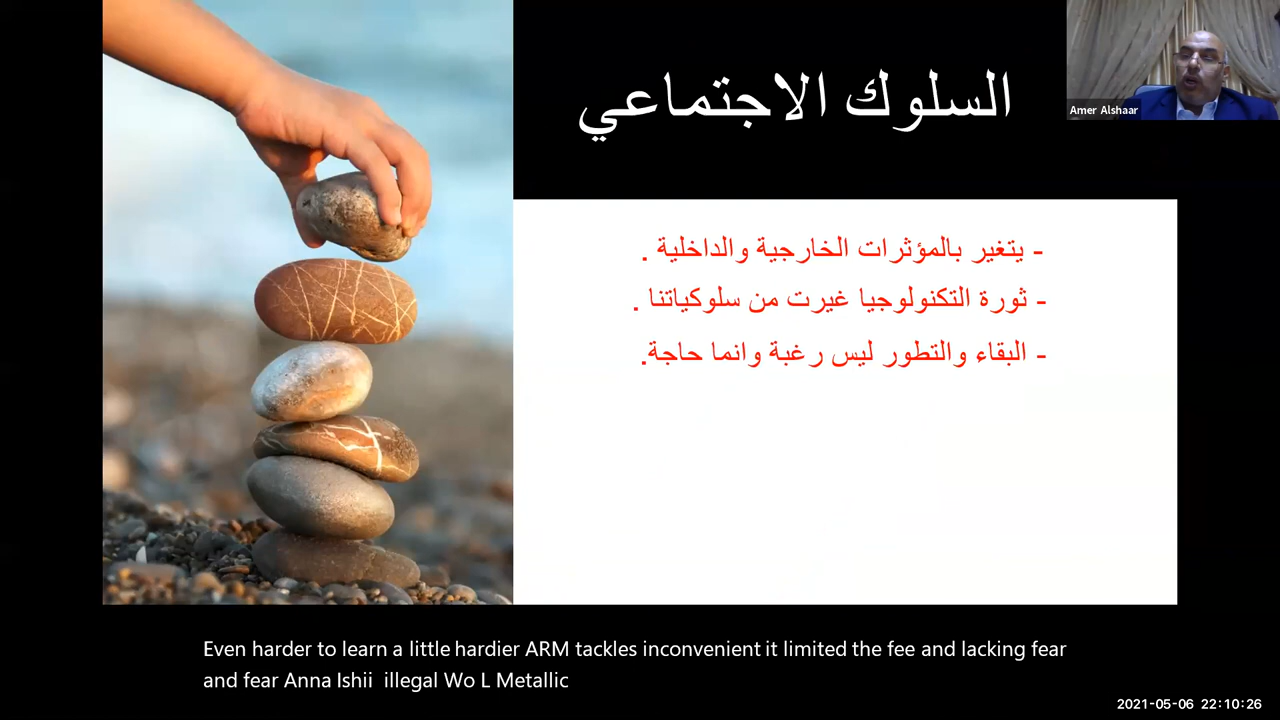 السلوك الاجتماعي
Amer Alshaar
- يتغير بالمؤثرات الخارجية والداخلية .
- ثورة التكنولوجيا غيرت من سلوكياتنا .
- البقاء والتطور ليس رغبة وانما حاجة.
Even harder to learn a little hardier ARM tackles inconvenient it limited the fee and lacking fear
and fear Anna Ishii illegal Wo L Metallic
2021-05-06 22:10:26